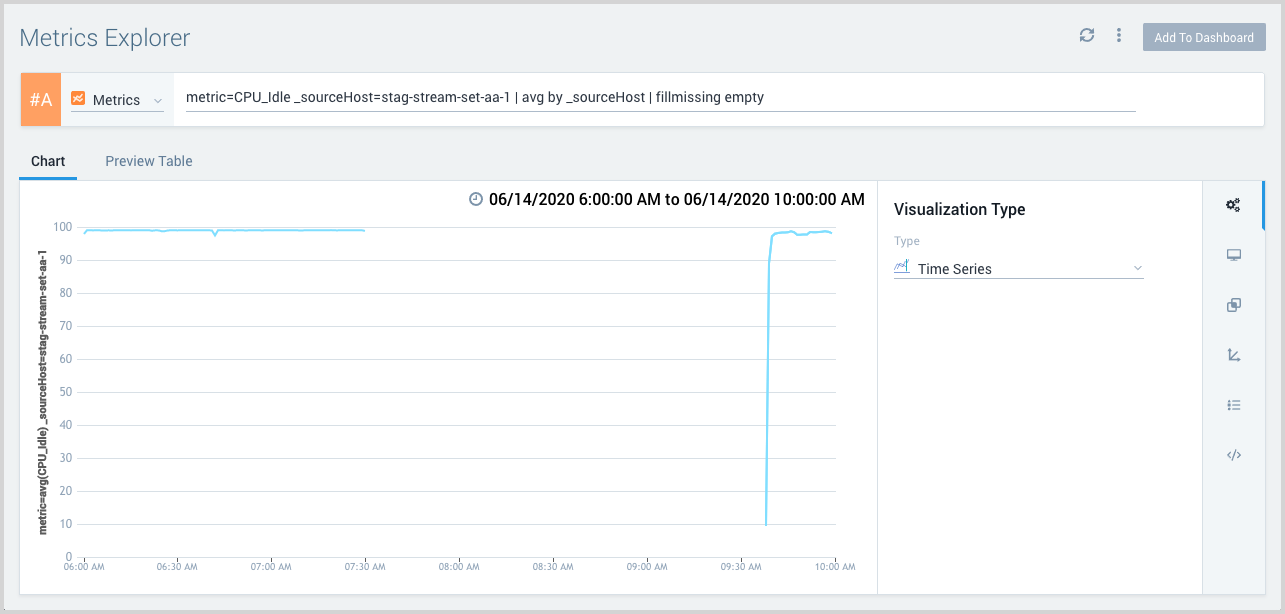 Metrics Explorer
Add To Dashboard
#A
Metrics
metric=CPU_Idle _sourceHost=stag-stream-set-aa-1 | avg by _sourceHost | fillmissing empty
Chart
Preview Table
06/14/2020 6:00:00 AM to 06/14/2020 10:00:00 AM
metric=avg(CPU_Idle) _sourceHost=stag-stream-set-aa-1
100
90
80
70
60
50
40
30
20
10
0
06:00 AM
06:30 AM
07:00 AM
07:30 AM
08:00 AM
08:30 AM
09:00 AM
09:30 AM
10:00 AM
Visualization Type
Type
Time Series